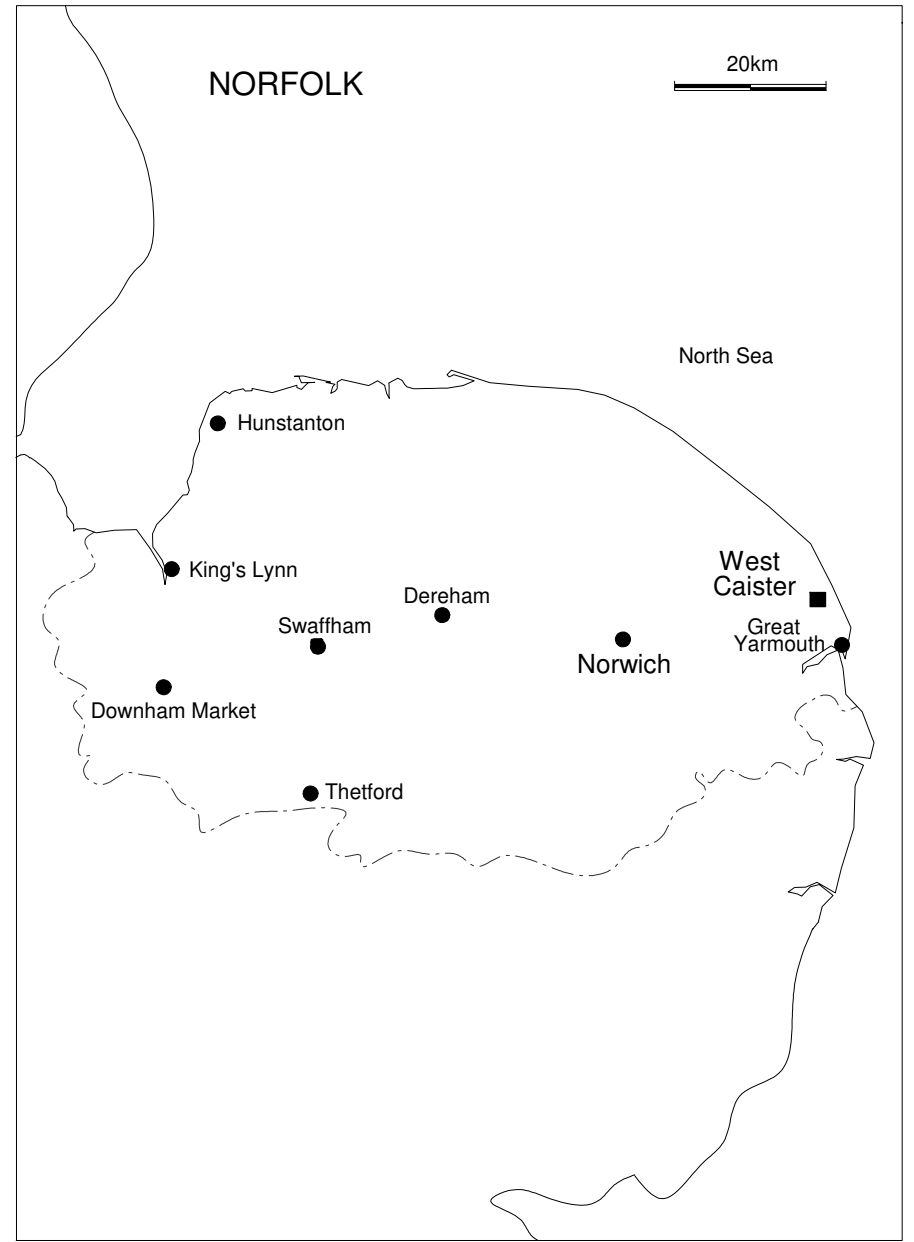 NORFOLK
20km
North Sea
Hunstanton
King's Lynn
West
Caister
Dereham
Swaffham
Great
Yarmouth
Norwich
Downham Market
Thetford